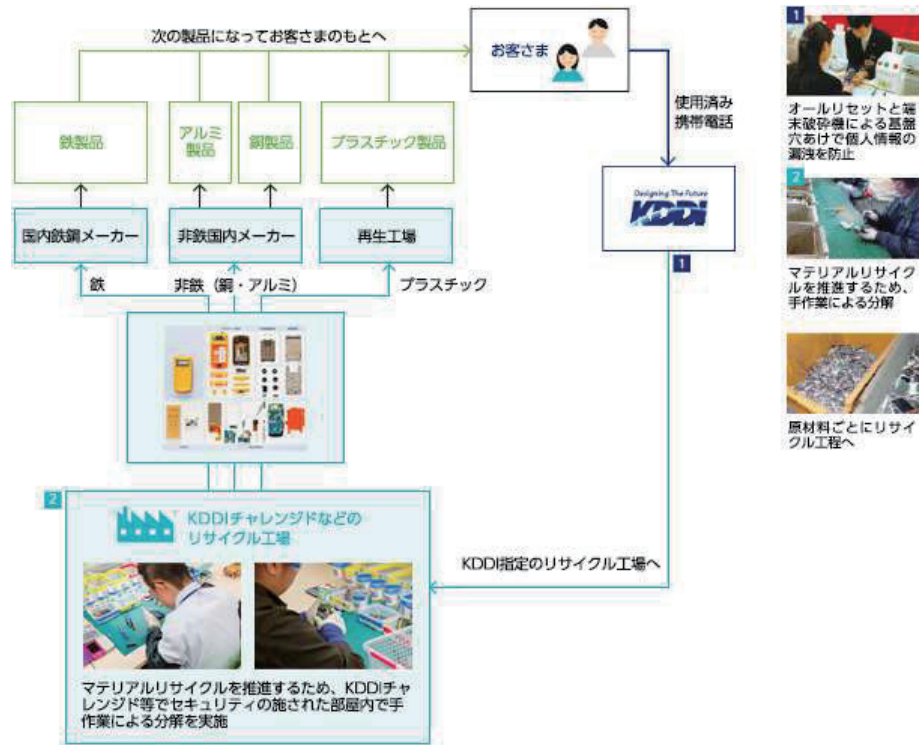 次の製品になってお客さまのもとへ
お客さま
使用済み
携帯電話
鉄製品
アルミ
製品
銅製品
プラスチック製品
国内鉄鋼メーカー
非鉄国内メーカー
再生工場
Designing The Future
KDDI
1
鉄
非鉄(銅・アルミ)
プラスチック
2
KDDIチャレンジドなどの
リサイクル工場
KDDI指定のリサイクル工場へ
マテリアルリサイクルを推進するため、KDDIチャ
レンジド等でセキュリティの施された部屋内で手
作業による分解を実施
1
オールリセットと端
末破砕機による基盤
穴あけで個人情報の
漏洩を防止
2
マテリアルリサイク
ルを推進するため、
手作業による分解
原材料ごとにリサイ
クル工程へ